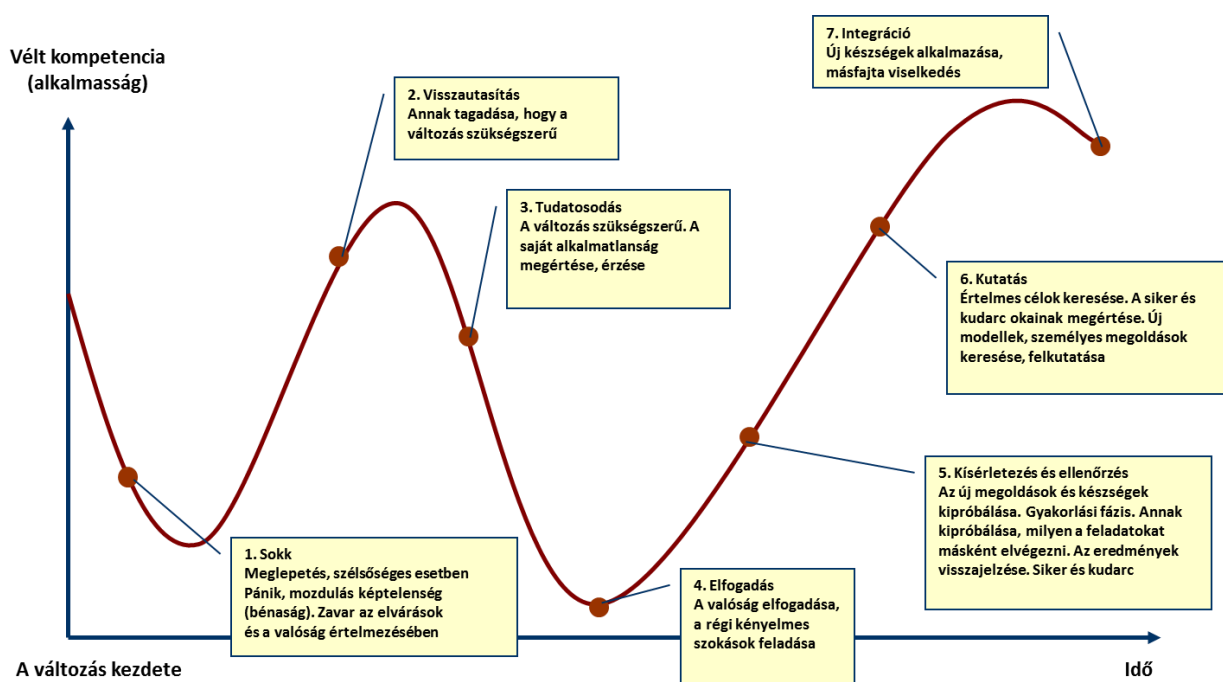 Vélt kompetencia
(alkalmasság)
1. Sokk
Meglepetés, szélsőséges esetben
Pánik, mozdulás képtelenség
(bénaság). Zavar az elvárások
és a valóság értelmezésében
2. Visszautasítás
Annak tagadása, hogy a
változás szükségszerű
3. Tudatosodás
A változás szükségszerű. A
saját alkalmatlanság
megértése, érzése
4. Elfogadás
A valóság elfogadása,
a régi kényelmes
szokások feladása
5. Kísérletezés és ellenőrzés
Az új megoldások és készségek
kipróbálása. Gyakorlási fázis. Annak
kipróbálása, milyen a feladatokat
másként elvégezni. Az eredmények
visszajelzése. Siker és kudarc
6. Kutatás
Értelmes célok keresése. A siker és
kudarc okainak megértése. Új
modellek, személyes megoldások
keresése, felkutatása
7. Integráció
Új készségek alkalmazása,
másfajta viselkedés
A változás kezdete
Idő